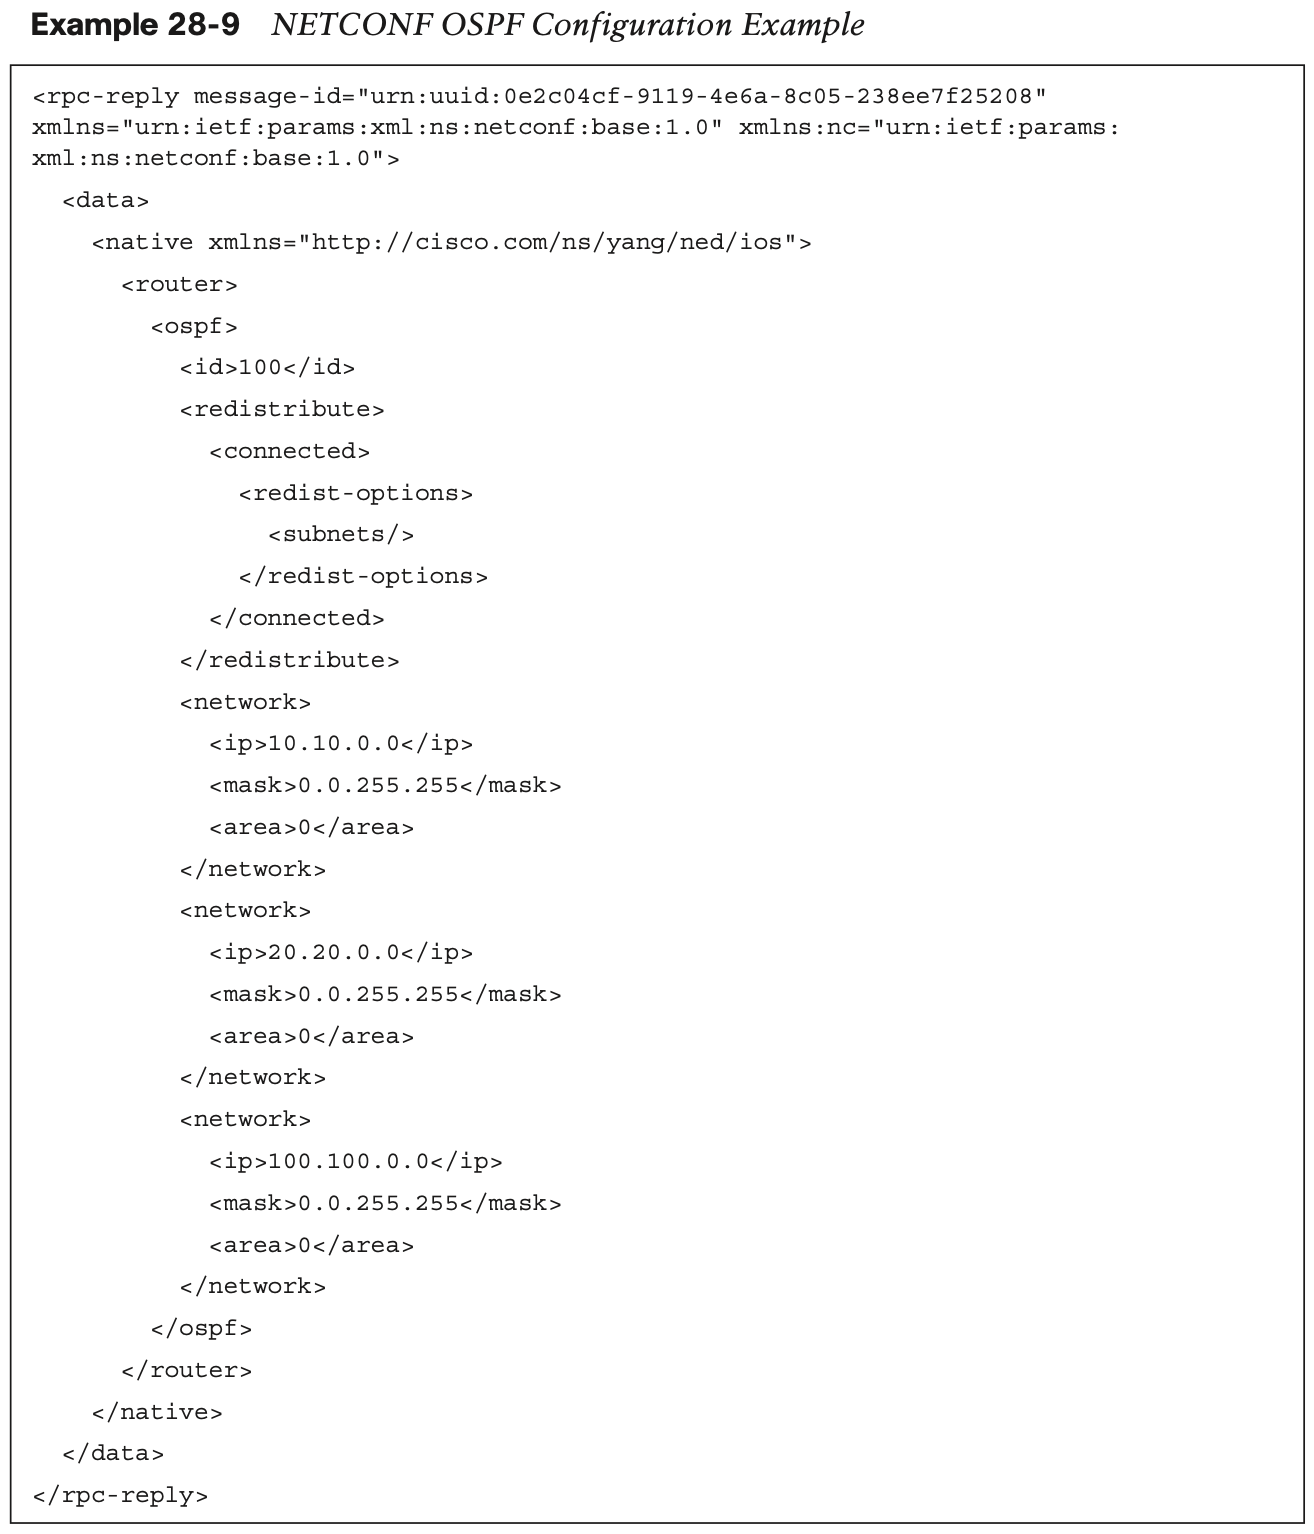 Example 28-9 NETCONF OSPF Configuration Example
<rpc-reply message-id="urn:uuid:0e2c04cf-9119-4e6a-8c05-238ee7f25208"
xmlns="urn:ietf:params:xml:ns:netconf:base:1.0" xmlns:nc="urn:ietf:params:
xml:ns:netconf:base:1.0">
  <data>
    <native xmlns="http://cisco.com/ns/yang/ned/ios">
      <router>
        <ospf>
          <id>100</id>
          <redistribute>
            <connected>
              <redist-options>
                <subnets/>
              </redist-options>
            </connected>
          </redistribute>
          <network>
            <ip>10.10.0.0</ip>
            <mask>0.0.255.255</mask>
            <area>0</area>
          </network>
          <network>
            <ip>20.20.0.0</ip>
            <mask>0.0.255.255</mask>
            <area>0</area>
          </network>
          <network>
            <ip>100.100.0.0</ip>
            <mask>0.0.255.255</mask>
            <area>0</area>
          </network>
        </ospf>
      </router>
    </native>
  </data>
</rpc-reply>